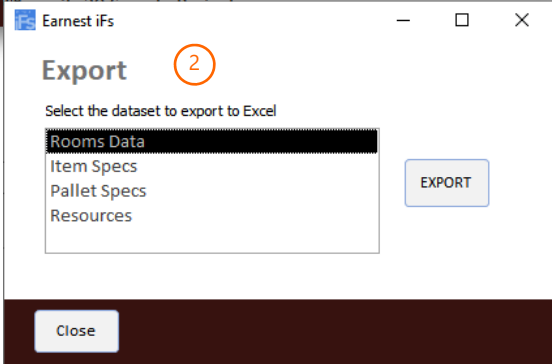 iFs Earnest iFs
Export
2
Select the dataset to export to Excel
Rooms Data
Item Specs
Pallet Specs
Resources
EXPORT
Close